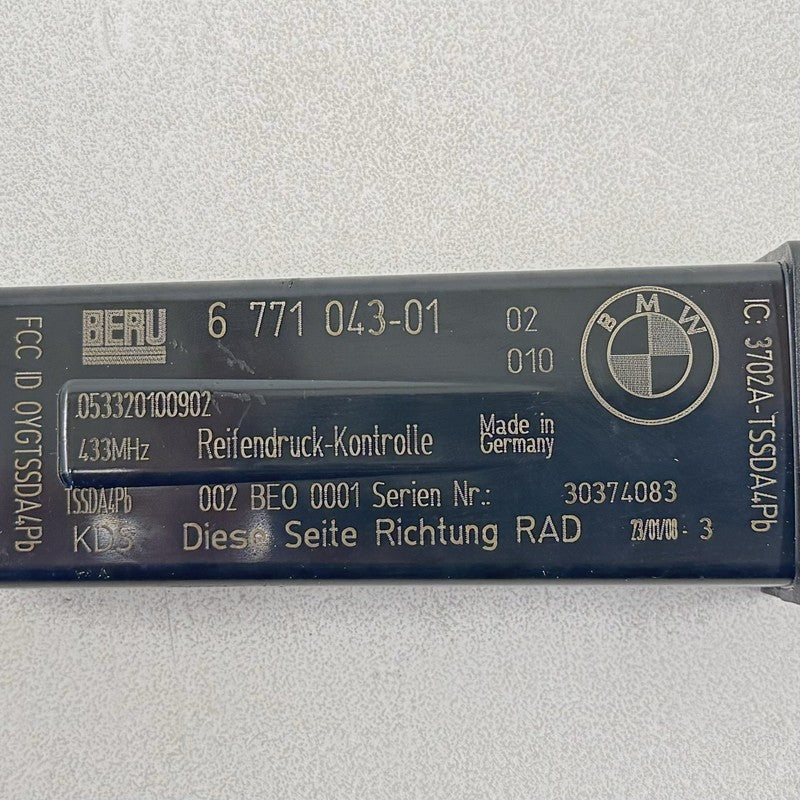 FCC ID OYGTSSDA4Pb
BERU 6 771 043-01 02
010
BMW
053320100902
433MHz Reifendruck-Kontrolle Made in
Germany
TSSDA4Pb 002 BE0 0001 Serien Nr.: 30374083
KDS Diese Seite Richtung RAD 23/01/08 - 3
IC: 3702A-TSSDA4Pb